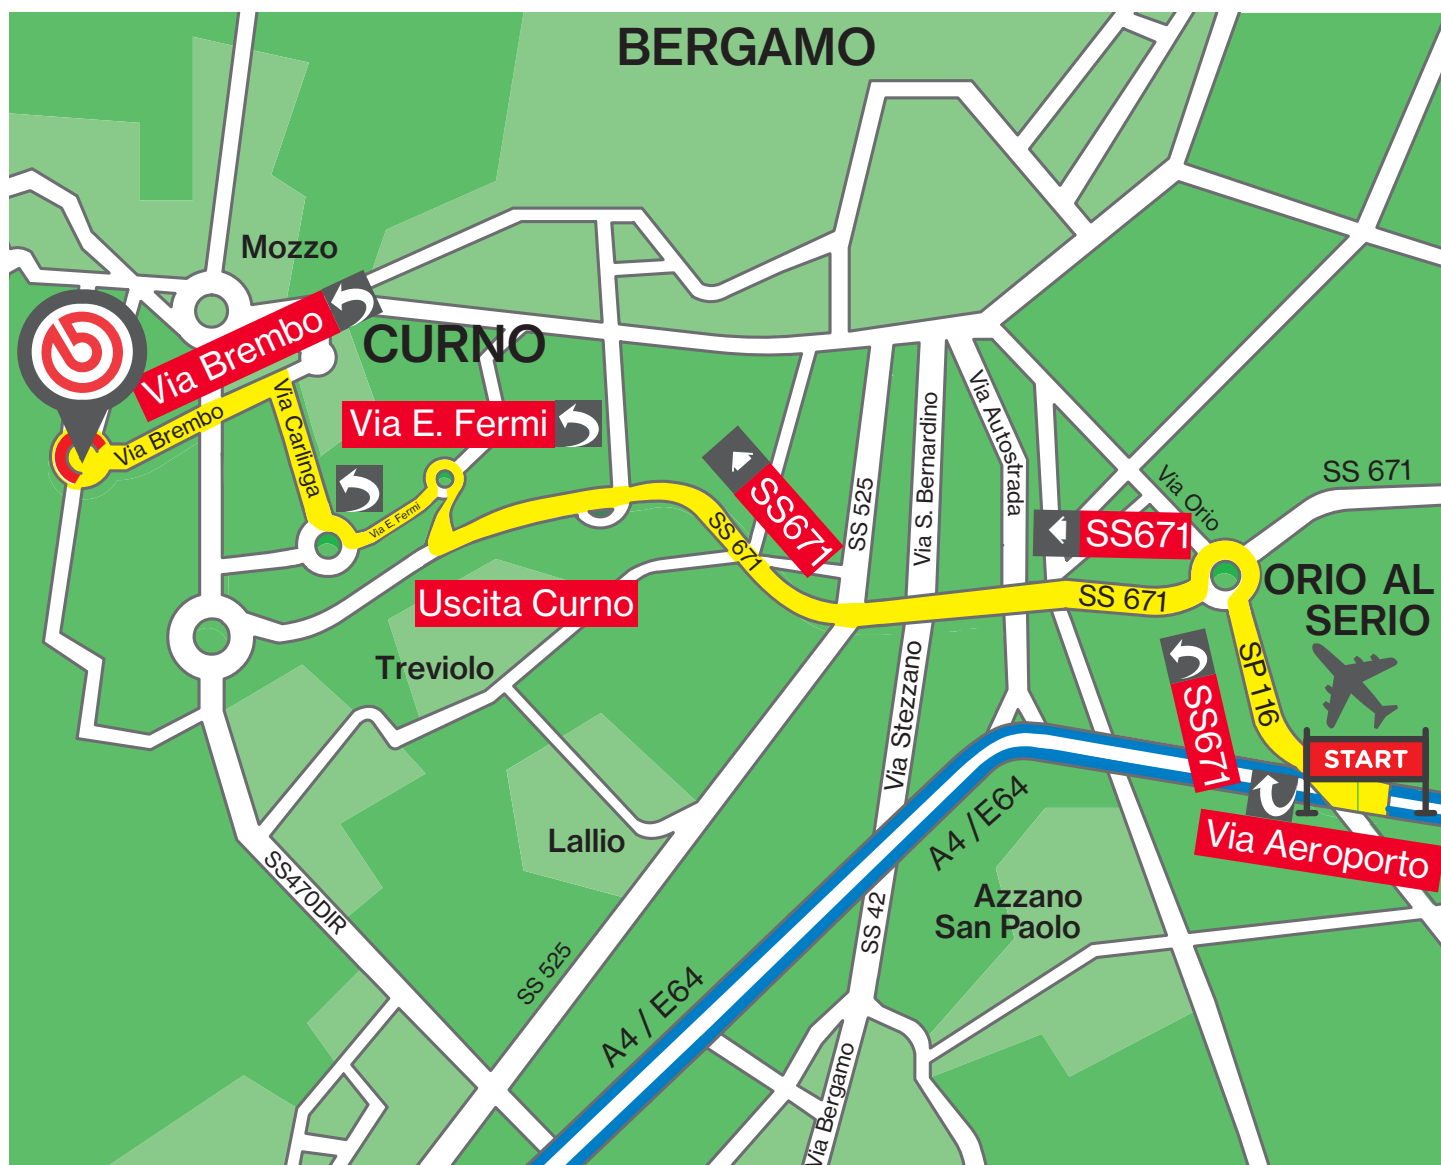 BERGAMO
Mozzo
Via Brembo
CURNO
Via Brembo
Via Carlinga
Via E. Fermi
Via E. Fermi
SS 671
SS671
SS 525
Via S. Bernardino
Via Autostrada
Via Orio
SS 671
SS671
SS 671
ORIO AL
SERIO
Uscita Curno
Treviolo
SP 116
SS671
START
Via Stezzano
Via Aeroporto
A4 / E64
Lallio
SS470DIR
Azzano
San Paolo
SS 42
SS 525
A4 / E64
Via Bergamo